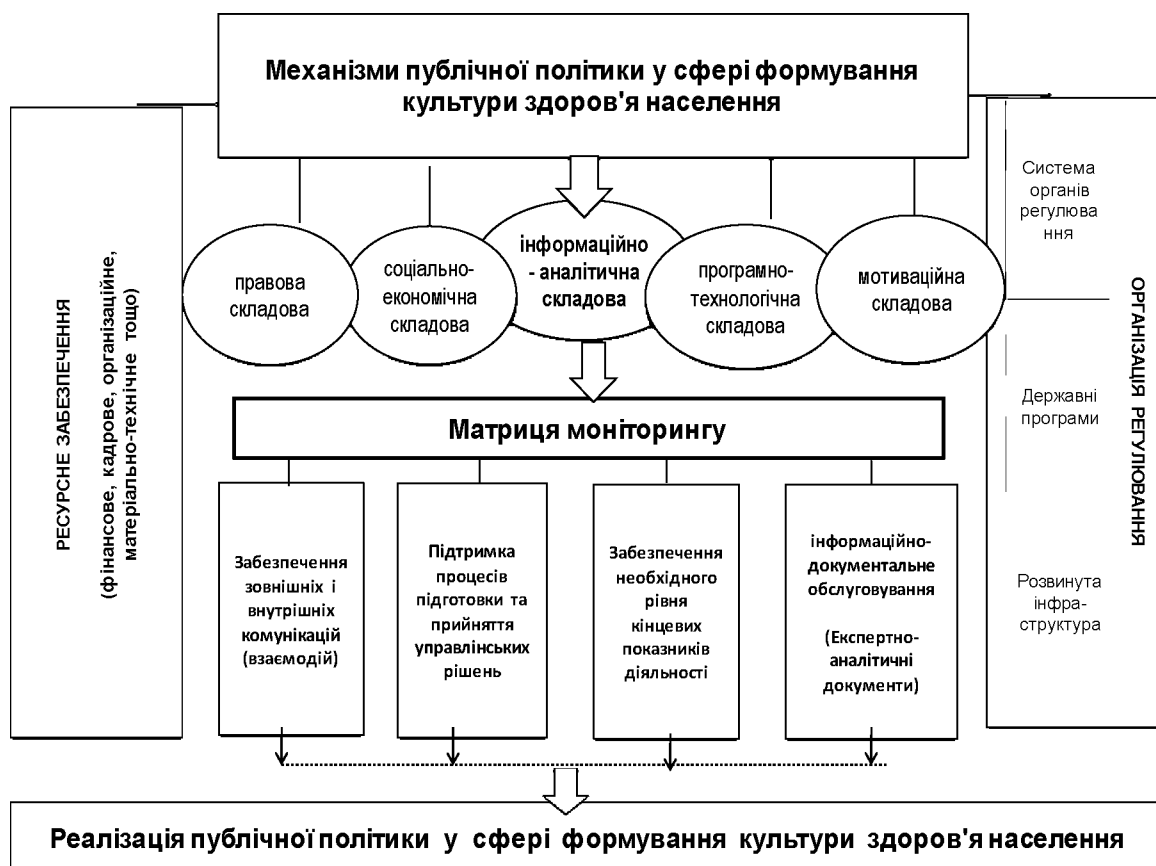 Механізми публічної політики у сфері формування
культури здоров'я населення
РЕСУРСНЕ ЗАБЕЗПЕЧЕННЯ
(фінансове, кадрове, організаційне,
матеріально-технічне тощо)
правова
складова
соціально-
економічна
складова
інформаційно
- аналітична
складова
програмно-
технологічна
складова
мотиваційна
складова
Система
органів
регулюва
ння
Державні
програми
Розвинута
інфра-
структура
ОРГАНІЗАЦІЯ РЕГУЛЮВАННЯ
Матриця моніторингу
Забезпечення
зовнішніх і
внутрішніх
комунікацій
(взаємодій)
Підтримка
процесів
підготовки та
прийняття
управлінських
рішень
Забезпечення
необхідного
рівня
кінцевих
показників
діяльності
інформаційно-
документальне
обслуговування
(Експертно-
аналітичні
документи)
Реалізація публічної політики у сфері формування культури здоров'я населення